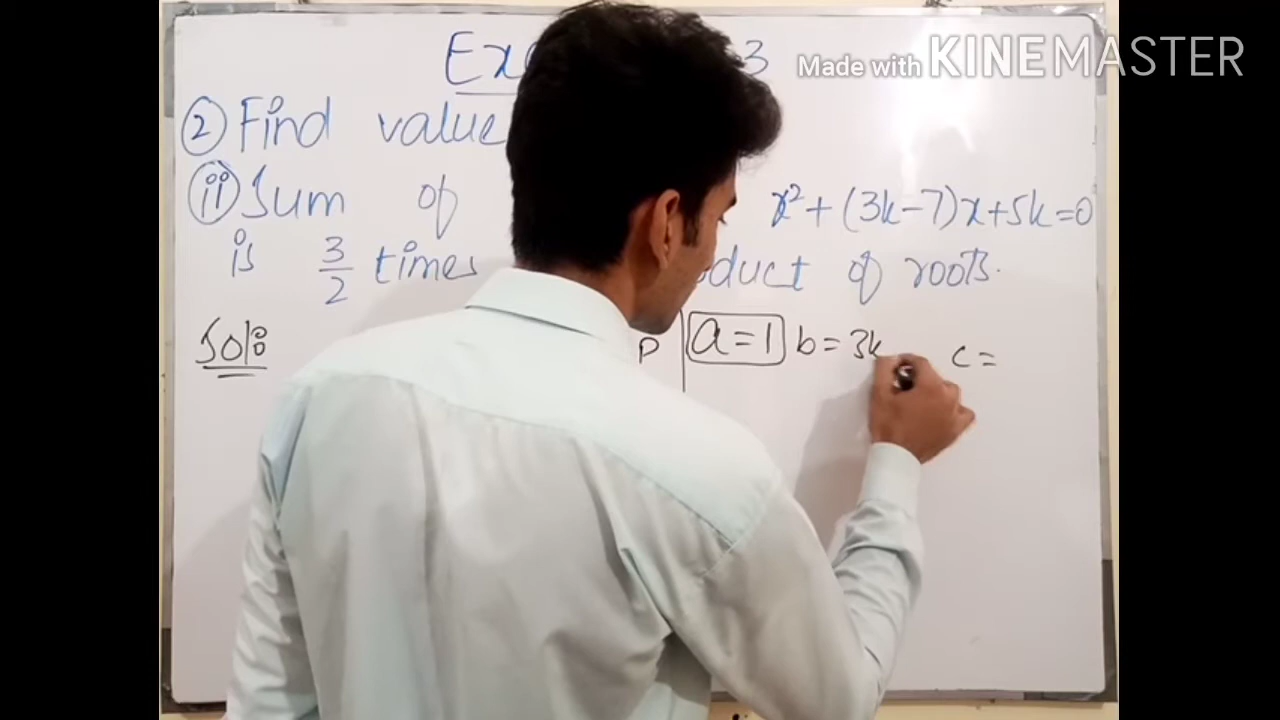 Ex 3
Made with KINEMASTER
② Find value
ⓘⓘ Sum of x² + (3k-7)x + 5k = 0
is 3/2 times duct of roots.
Sol: P a = 1 b = 3k c =